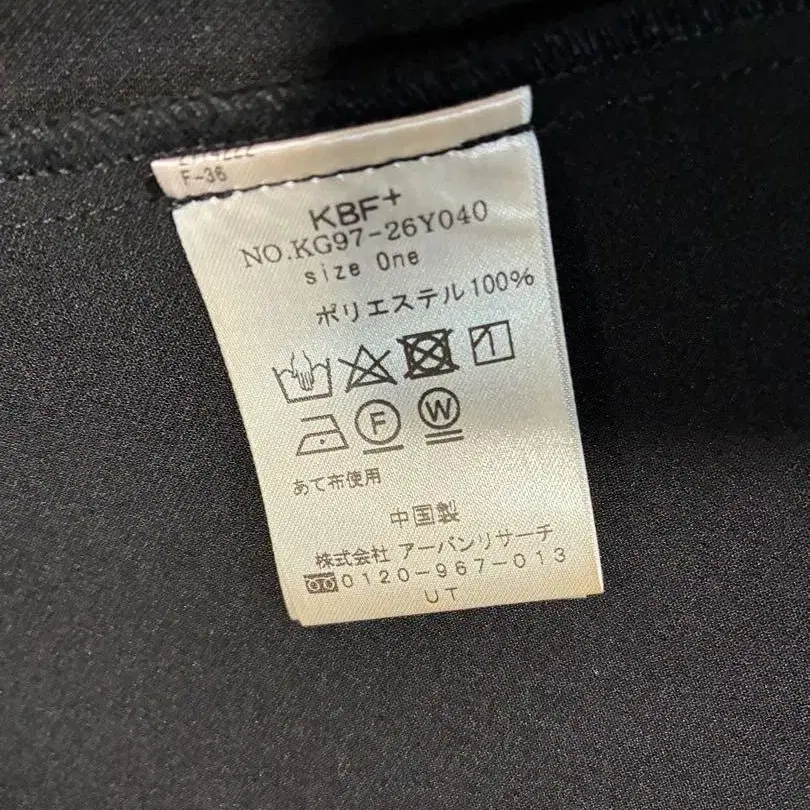 F-36
KBF+
NO.KG97-26Y040
size One
ポリエステル100%
F W
あて布使用
中国製
株式会社 アーバンリサーチ
0120-967-013
UT